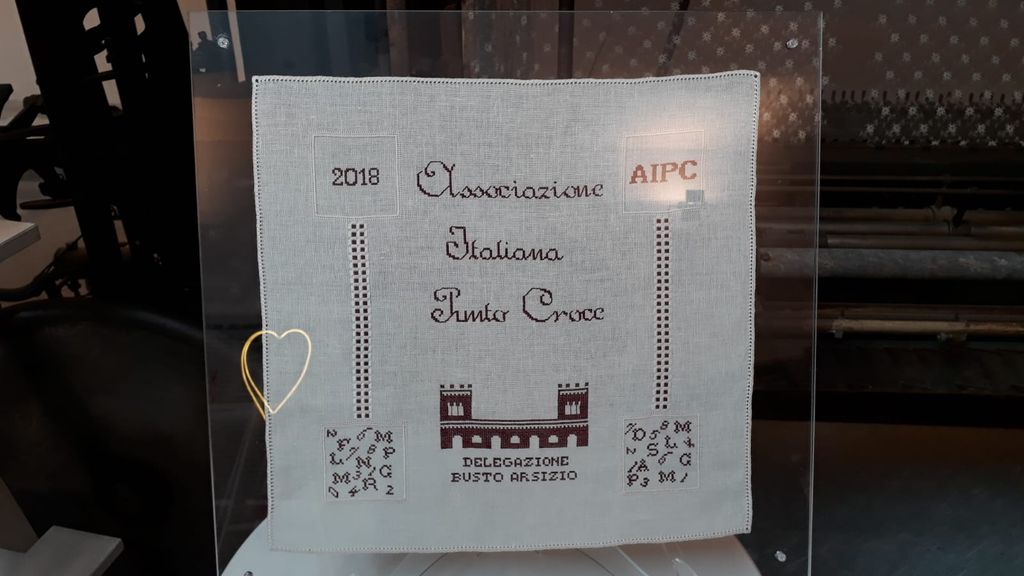 2018
AIPC
Associazione
Italiana
Punto Croce
DELEGAZIONE
BUSTO ARSIZIO